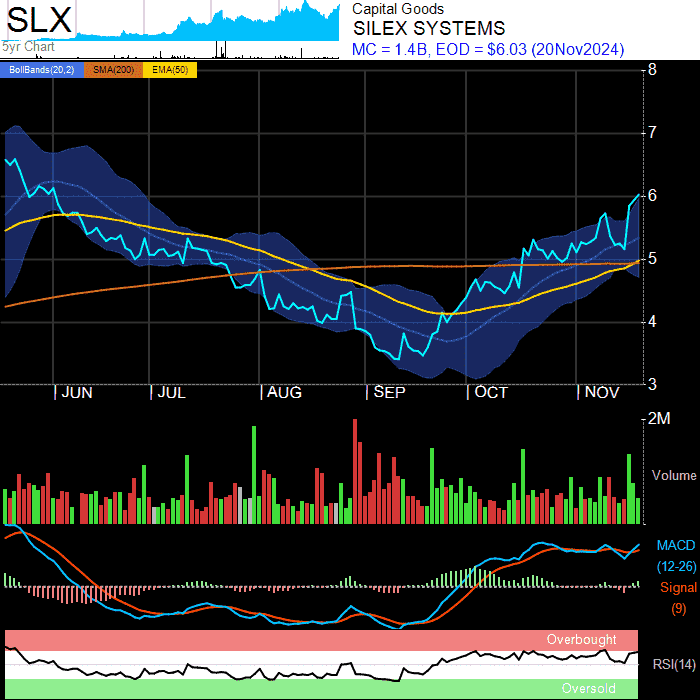 SLX
5yr Chart
Capital Goods
SILEX SYSTEMS
MC = 1.4B, EOD = $6.03 (20Nov2024)
BollBands(20,2) SMA(200) EMA(50)
8
7
6
5
4
3
| JUN | JUL | AUG | SEP | OCT | NOV
2M
Volume
MACD
(12-26)
Signal
(9)
Overbought
RSI(14)
Oversold